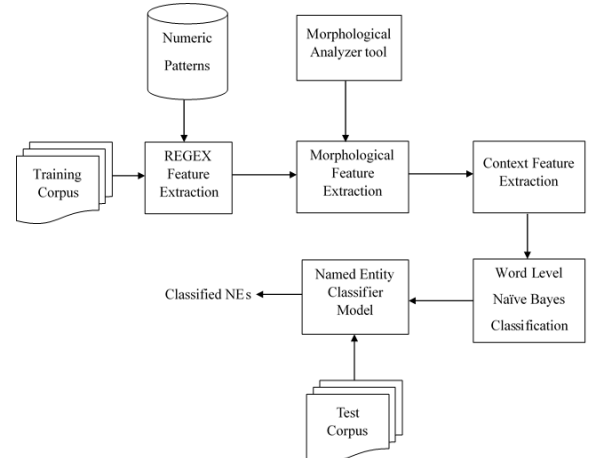 Numeric
Patterns
Morphological
Analyzer tool
Training
Corpus
REGEX
Feature
Extraction
Morphological
Feature
Extraction
Context Feature
Extraction
Classified NEs
Named Entity
Classifier
Model
Word Level
Naïve Bayes
Classification
Test
Corpus